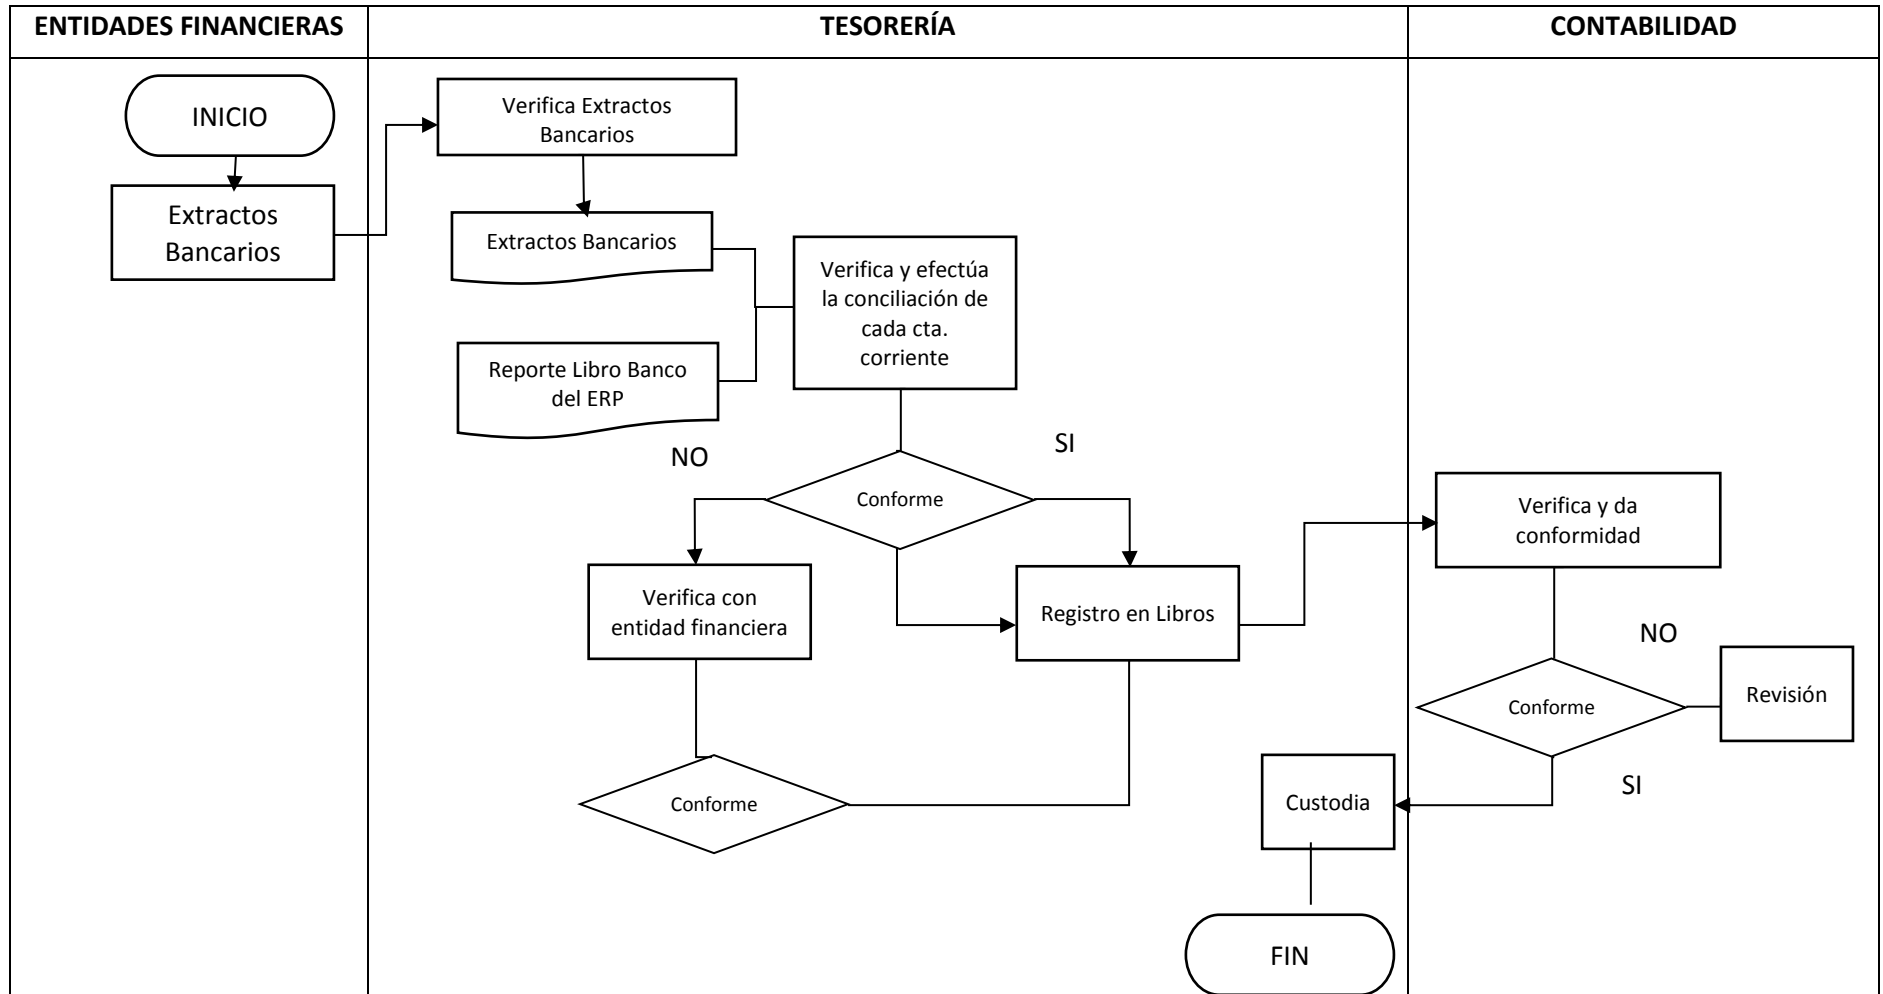 ENTIDADES FINANCIERAS
TESORERÍA
CONTABILIDAD
INICIO
Extractos
Bancarios
Verifica Extractos
Bancarios
Extractos Bancarios
Reporte Libro Banco
del ERP
Verifica y efectúa
la conciliación de
cada cta.
corriente
NO
SI
Conforme
Verifica con
entidad financiera
Registro en Libros
Conforme
Verifica y da
conformidad
NO
Conforme
Revisión
SI
Custodia
FIN